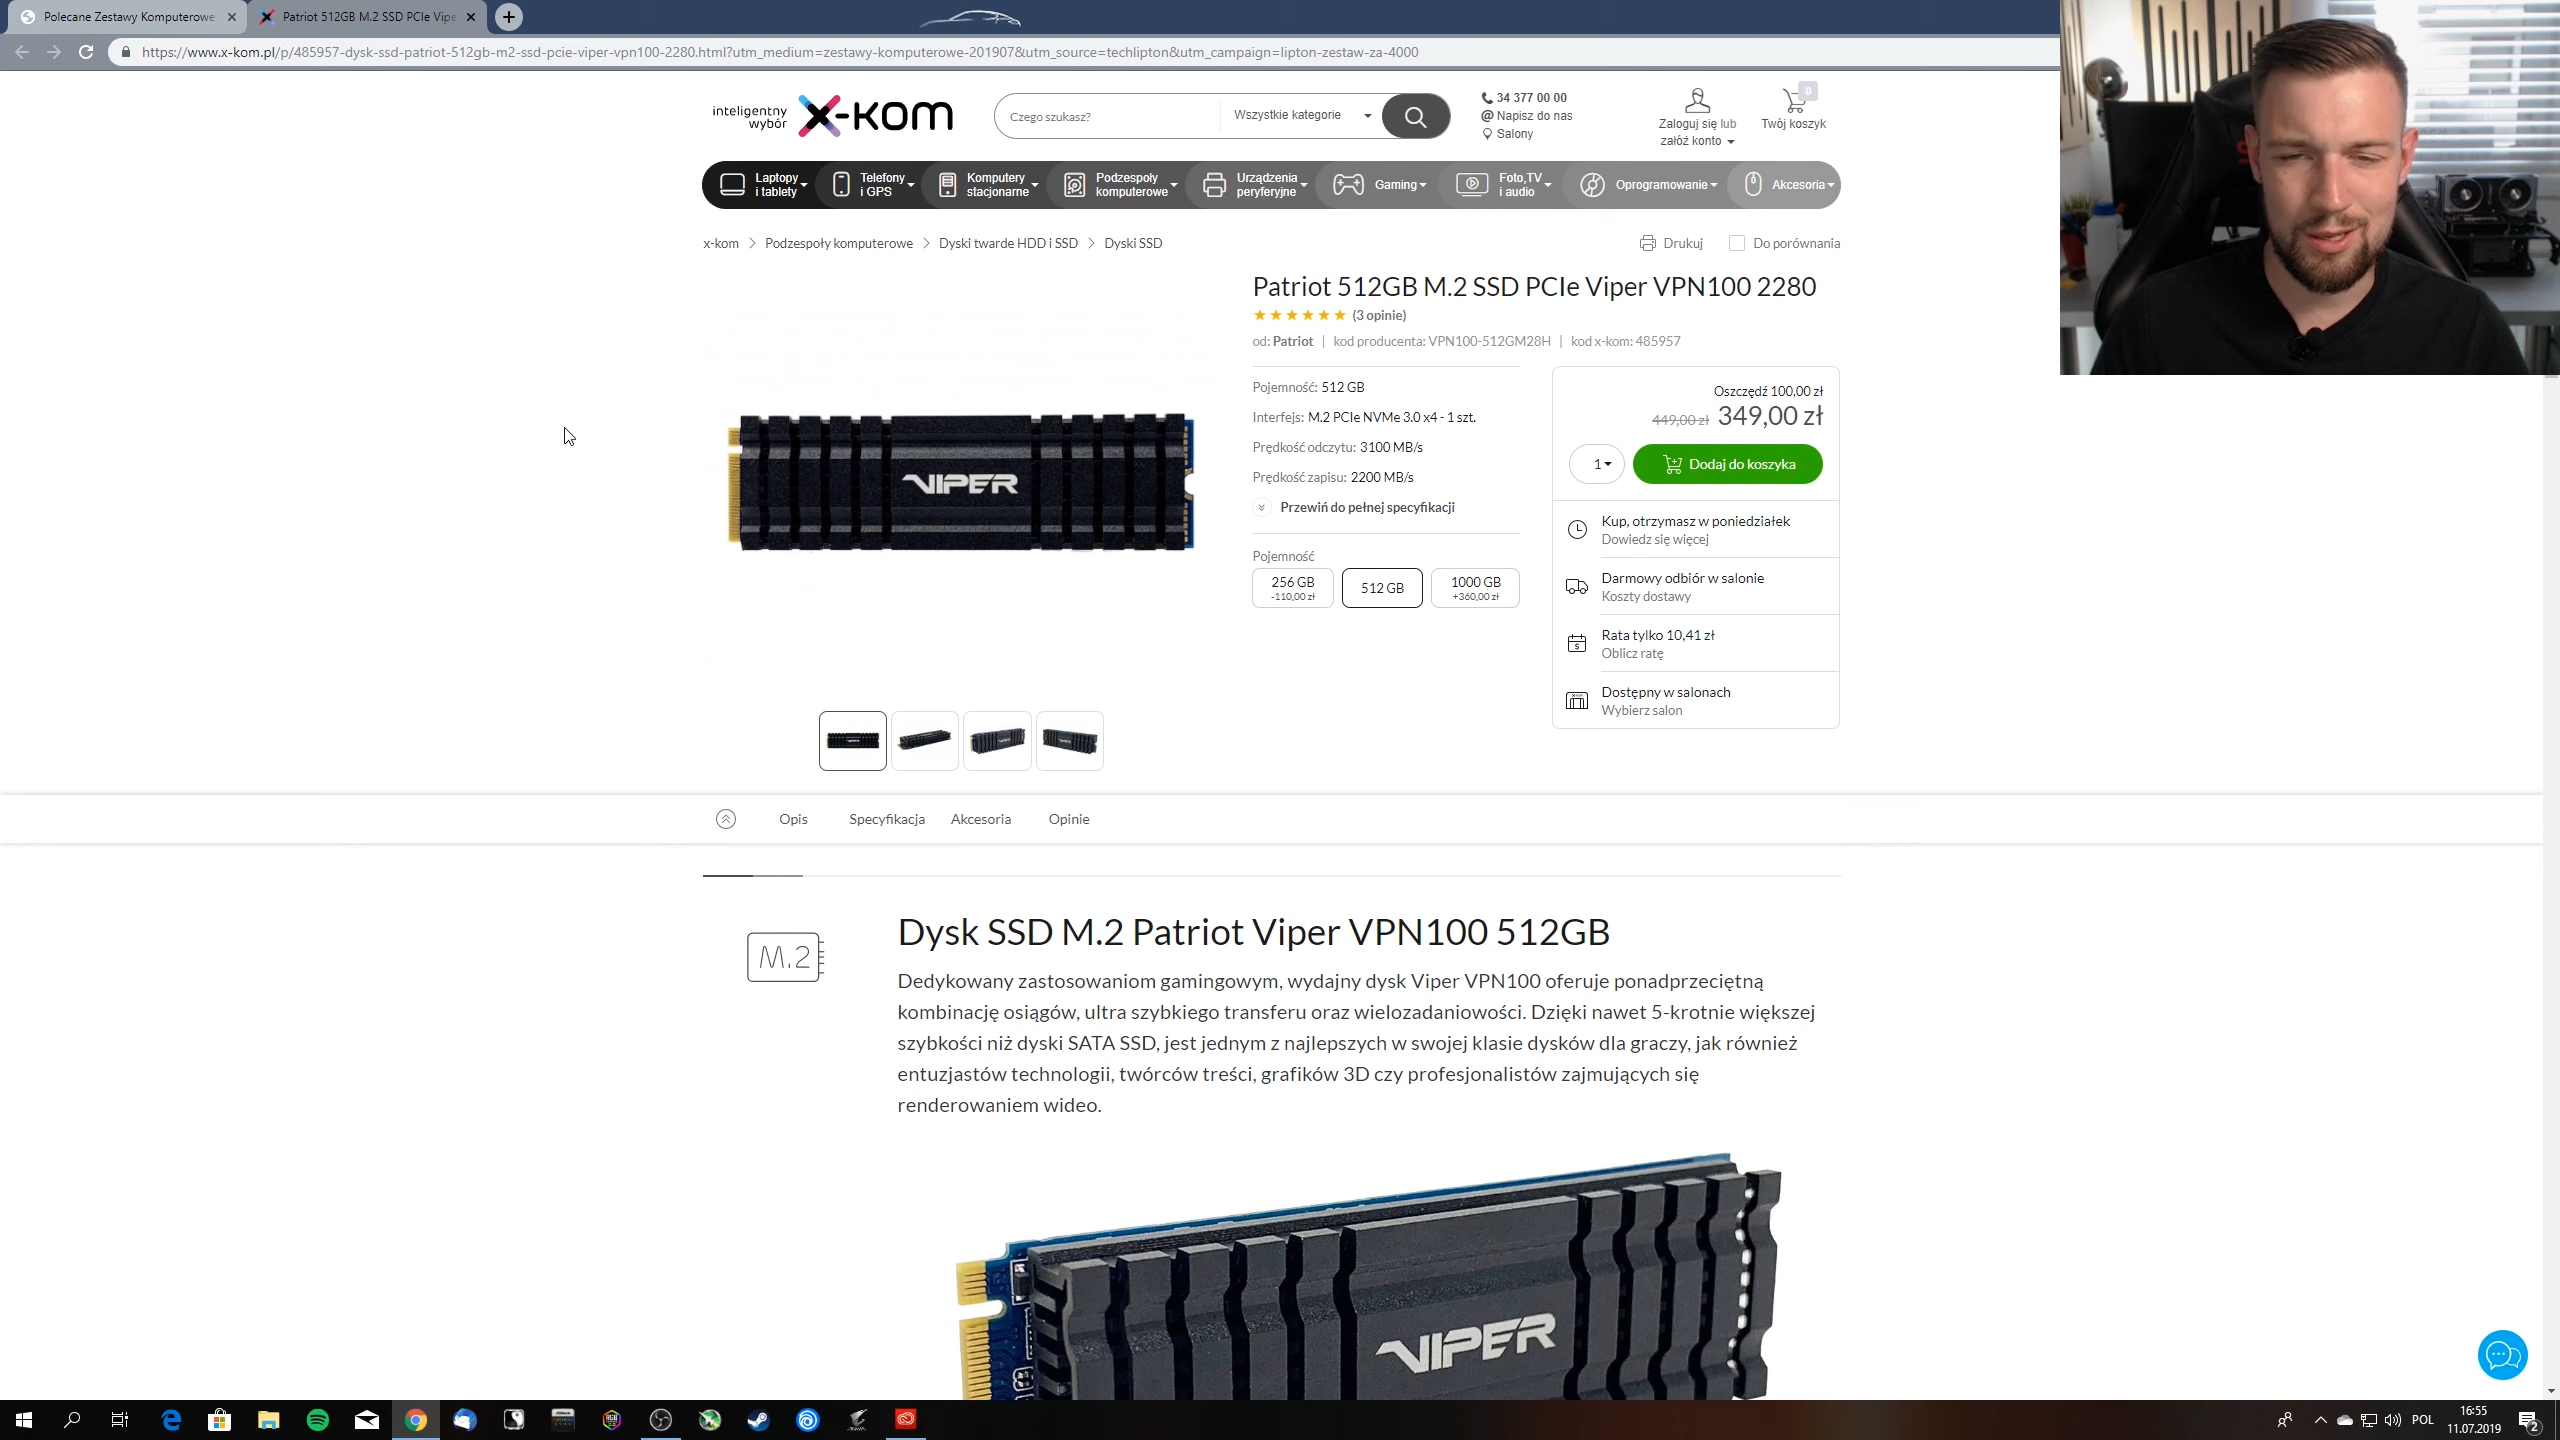 Polecane Zestawy Komputerowe
Patriot 512GB M.2 SSD PCIe Vipe
https://www.x-kom.pl/p/485957-dysk-ssd-patriot-512gb-m2-ssd-pcie-viper-vpn100-2280.html?utm_medium=zestawy-komputerowe-201907&utm_source=techlipton&utm_campaign=lipton-zestaw-za-4000
inteligentny
wybór
x-kom
Czego szukasz?
Wszystkie kategorie
34 377 00 00
@ Napisz do nas
Salony
Zaloguj się lub
załóż konto
0
Twój koszyk
Laptopy
i tablety
Telefony
i GPS
Komputery
stacjonarne
Podzespoły
komputerowe
Urządzenia
peryferyjne
Gaming
Foto,TV
i audio
Oprogramowanie
Akcesoria
x-kom > Podzespoły komputerowe > Dyski twarde HDD i SSD > Dyski SSD
Drukuj
Do porównania
Patriot 512GB M.2 SSD PCIe Viper VPN100 2280
(3 opinie)
od: Patriot | kod producenta: VPN100-512GM28H | kod x-kom: 485957
Pojemność: 512 GB
Interfejs: M.2 PCIe NVMe 3.0 x4 - 1 szt.
Prędkość odczytu: 3100 MB/s
Prędkość zapisu: 2200 MB/s
Przewiń do pełnej specyfikacji
Pojemność
256 GB
-110,00 zł
512 GB
1000 GB
+360,00 zł
Oszczędź 100,00 zł
449,00 zł 349,00 zł
1
Dodaj do koszyka
Kup, otrzymasz w poniedziałek
Dowiedz się więcej
Darmowy odbiór w salonie
Koszty dostawy
Rata tylko 10,41 zł
Oblicz ratę
Dostępny w salonach
Wybierz salon
VIPER
Opis
Specyfikacja
Akcesoria
Opinie
M.2
Dysk SSD M.2 Patriot Viper VPN100 512GB
Dedykowany zastosowaniom gamingowym, wydajny dysk Viper VPN100 oferuje ponadprzeciętną
kombinację osiągów, ultra szybkiego transferu oraz wielozadaniowości. Dzięki nawet 5-krotnie większej
szybkości niż dyski SATA SSD, jest jednym z najlepszych w swojej klasie dysków dla graczy, jak również
entuzjastów technologii, twórców treści, grafików 3D czy profesjonalistów zajmujących się
renderowaniem wideo.
VIPER
POL
16:55
11.07.2019
2